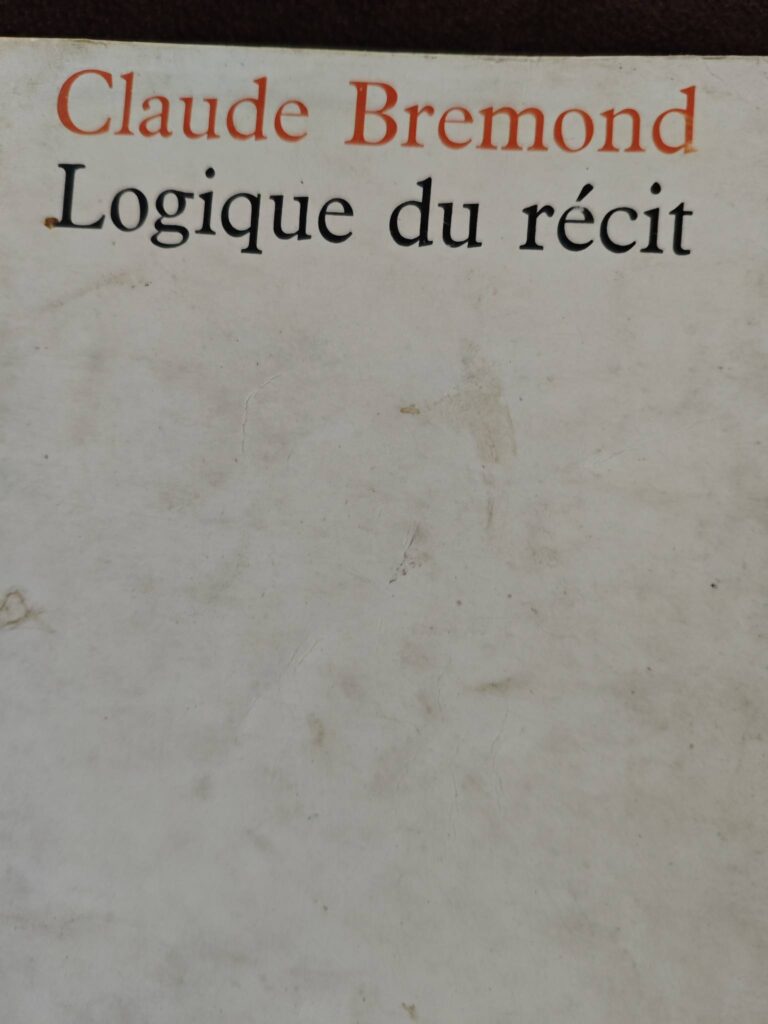 Claude Bremond
Logique du récit